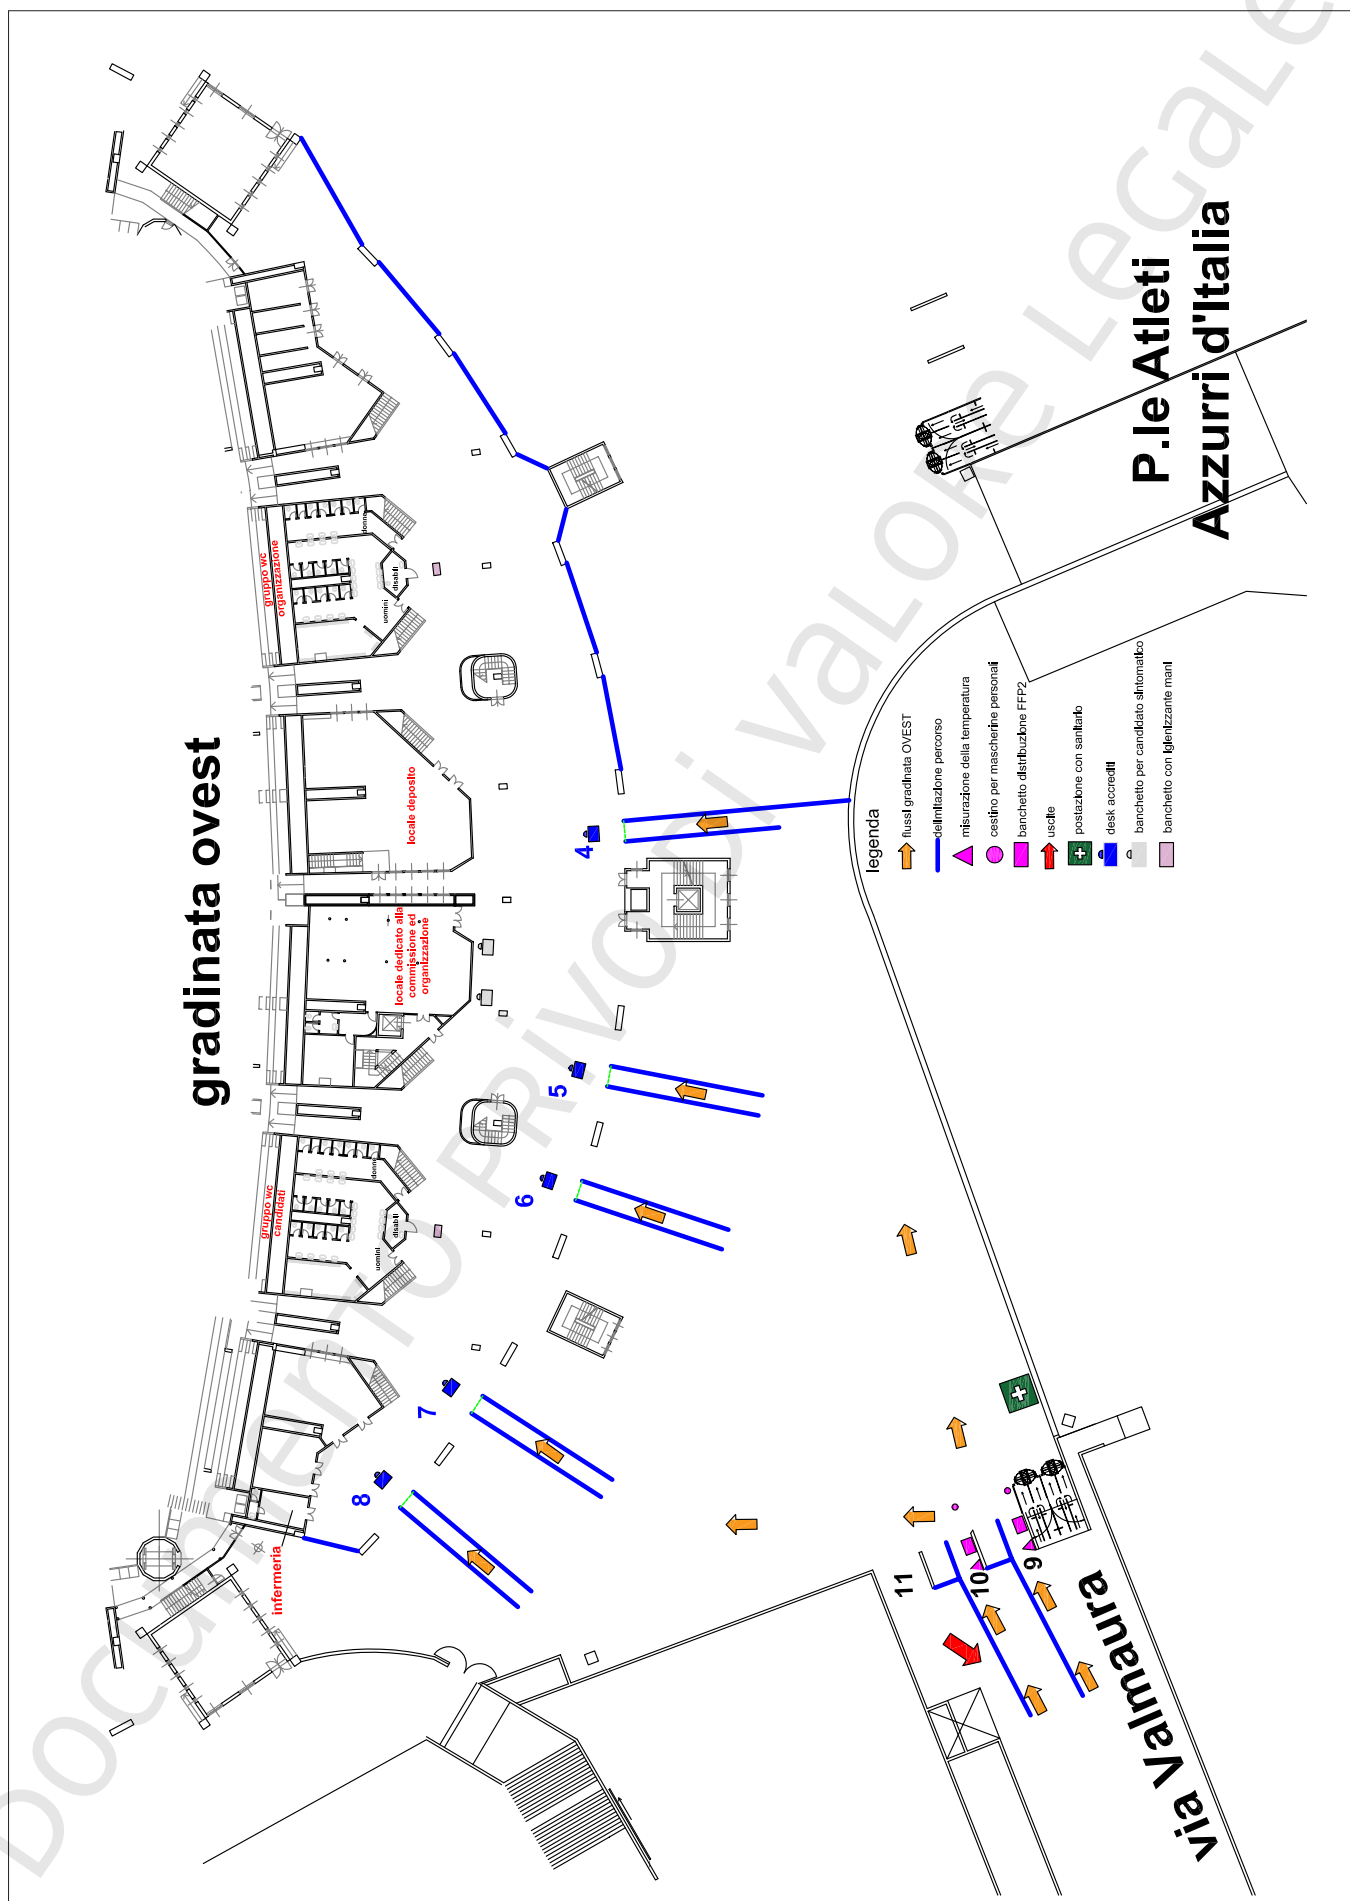 gradinata ovest
P.le Atleti
Azzurri d'Italia
via Valmaura
gruppo wc
organizzazione
donne
disabili
uomini
locale deposito
locale dedicato alla
commissione ed
organizzazione
gruppo wc
candidati
donne
disabili
uomini
infermeria
4
5
6
7
8
9
10
11
legenda
flussi gradinata OVEST
delimitazione percorso
misurazione della temperatura
cestino per mascherine personali
banchetto distribuzione FFP2
uscite
postazione con sanitario
desk accrediti
banchetto per candidato sintomatico
banchetto con igienizzante mani
DOCUMENTO PRIVO DI VALORE LEGALE